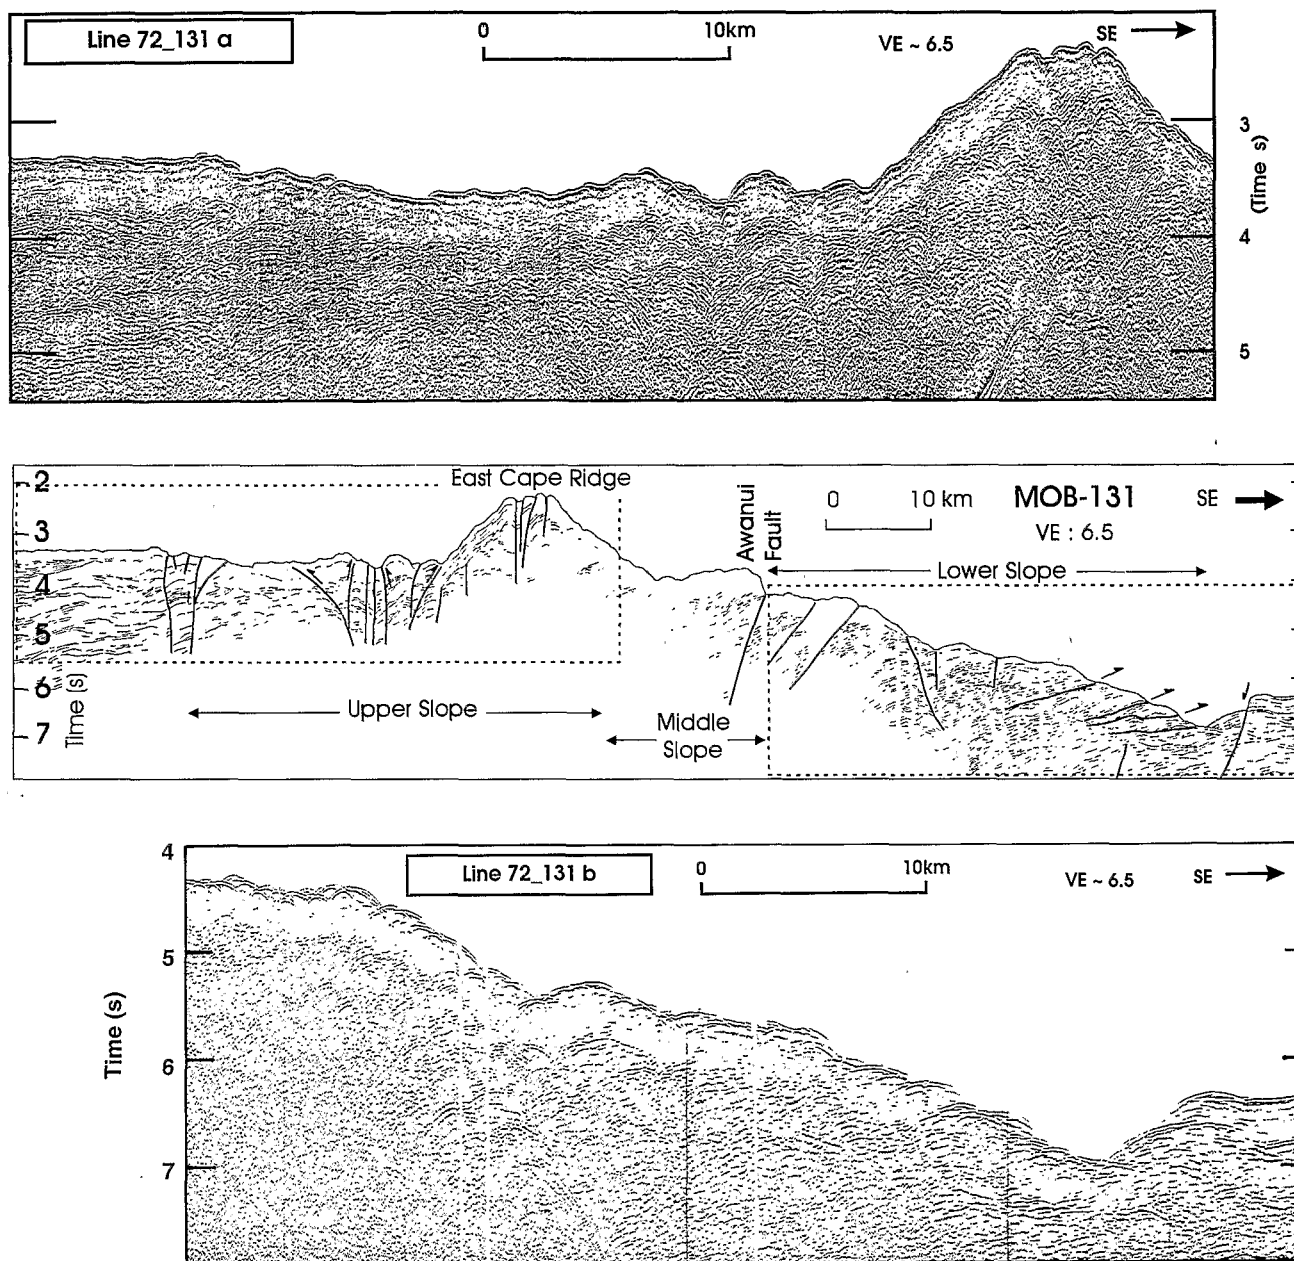 Line 72_131 a
0 10km
VE ~ 6.5
SE
3
4
5
(Time s)
2
3
4
5
6
7
Time (s)
East Cape Ridge
Awanui
Fault
0 10 km
MOB-131
VE : 6.5
SE
Lower Slope
Upper Slope
Middle
Slope
Line 72_131 b
0 10km
VE ~ 6.5
SE
4
5
6
7
Time (s)